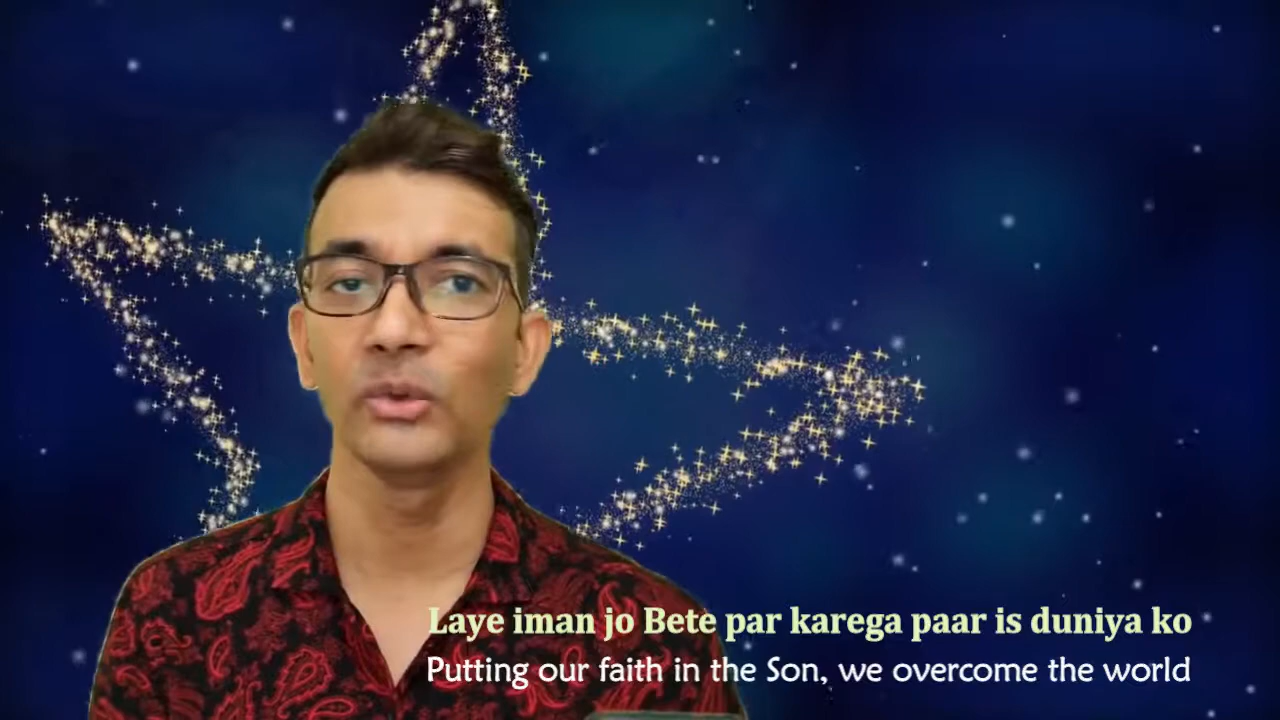 Laye iman jo Bete par karega paar is duniya ko
Putting our faith in the Son, we overcome the world